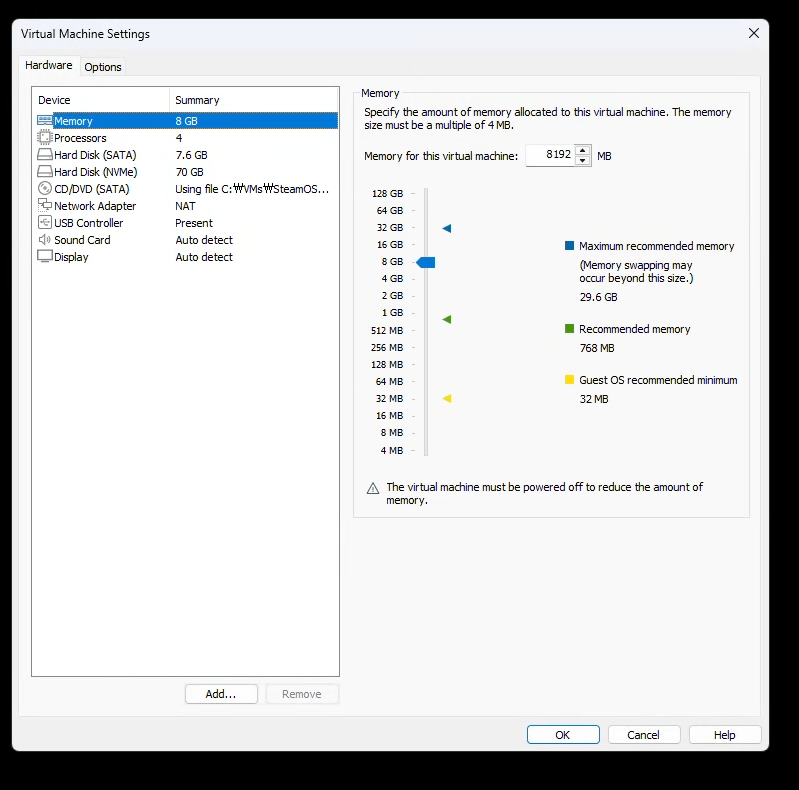 Virtual Machine Settings
Hardware
Options
Device Summary
Memory 8 GB
Processors 4
Hard Disk (SATA) 7.6 GB
Hard Disk (NVMe) 70 GB
CD/DVD (SATA) Using file C:₩VMs₩SteamOS...
Network Adapter NAT
USB Controller Present
Sound Card Auto detect
Display Auto detect
Add...
Remove
Memory
Specify the amount of memory allocated to this virtual machine. The memory
size must be a multiple of 4 MB.
Memory for this virtual machine: 8192 MB
128 GB
64 GB
32 GB
16 GB
8 GB
4 GB
2 GB
1 GB
512 MB
256 MB
128 MB
64 MB
32 MB
16 MB
8 MB
4 MB
Maximum recommended memory
(Memory swapping may
occur beyond this size.)
29.6 GB
Recommended memory
768 MB
Guest OS recommended minimum
32 MB
The virtual machine must be powered off to reduce the amount of
memory.
OK
Cancel
Help